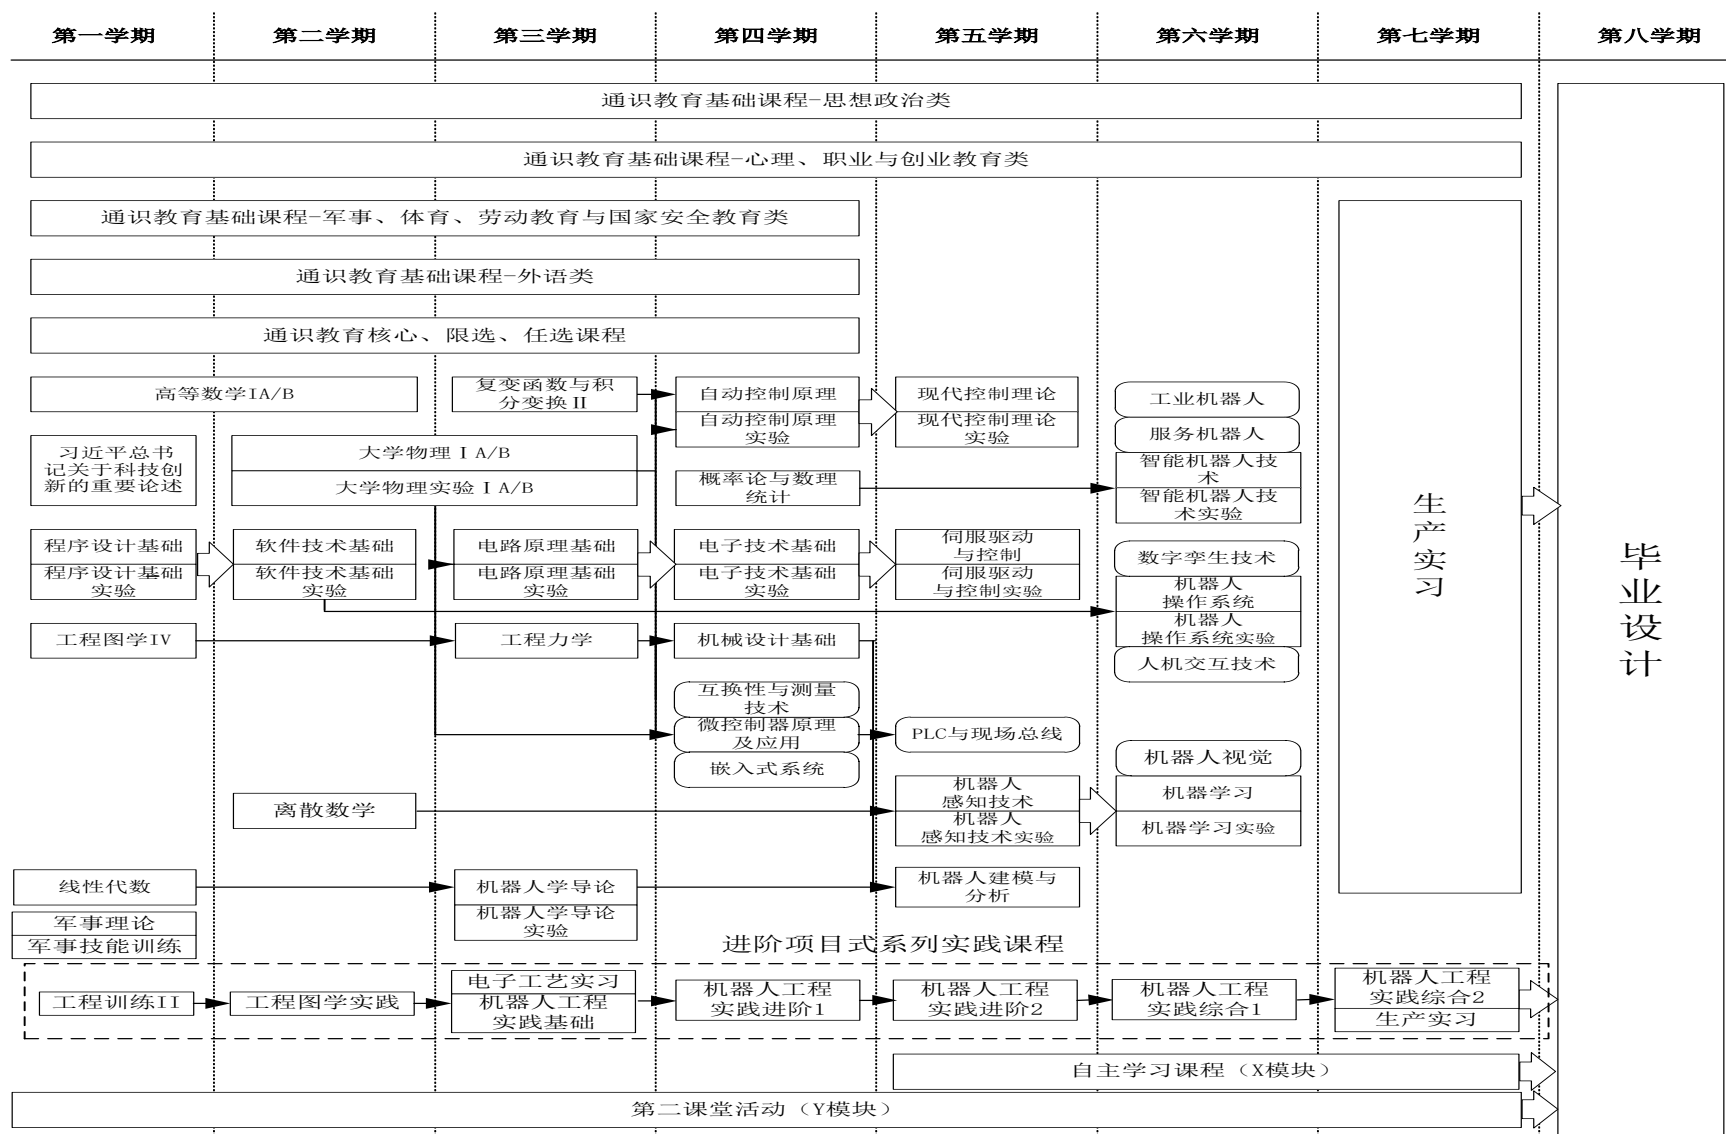 第一学期
第二学期
第三学期
第四学期
第五学期
第六学期
第七学期
第八学期
通识教育基础课程-思想政治类
通识教育基础课程-心理、职业与创业教育类
通识教育基础课程-军事、体育、劳动教育与国家安全教育类
通识教育基础课程-外语类
通识教育核心、限选、任选课程
高等数学IA/B
复变函数与积
分变换Ⅱ
自动控制原理
自动控制原理
实验
现代控制理论
现代控制理论
实验
工业机器人
服务机器人
智能机器人技
术
智能机器人技
术实验
习近平总书
记关于科技创
新的重要论述
大学物理ⅠA/B
大学物理实验ⅠA/B
概率论与数理
统计
程序设计基础
程序设计基础
实验
软件技术基础
软件技术基础
实验
电路原理基础
电路原理基础
实验
电子技术基础
电子技术基础
实验
伺服驱动
与控制
伺服驱动
与控制实验
数字孪生技术
机器人
操作系统
机器人
操作系统实验
人机交互技术
工程图学IV
工程力学
机械设计基础
互换性与测量
技术
微控制器原理
及应用
嵌入式系统
PLC与现场总线
机器人视觉
机器学习
机器学习实验
离散数学
机器人
感知技术
机器人
感知技术实验
线性代数
机器人学导论
机器人学导论
实验
机器人建模与
分析
军事理论
军事技能训练
生
产
实
习
毕
业
设
计
进阶项目式系列实践课程
工程训练II
工程图学实践
电子工艺实习
机器人工程
实践基础
机器人工程
实践进阶1
机器人工程
实践进阶2
机器人工程
实践综合1
机器人工程
实践综合2
生产实习
自主学习课程（X模块）
第二课堂活动（Y模块）